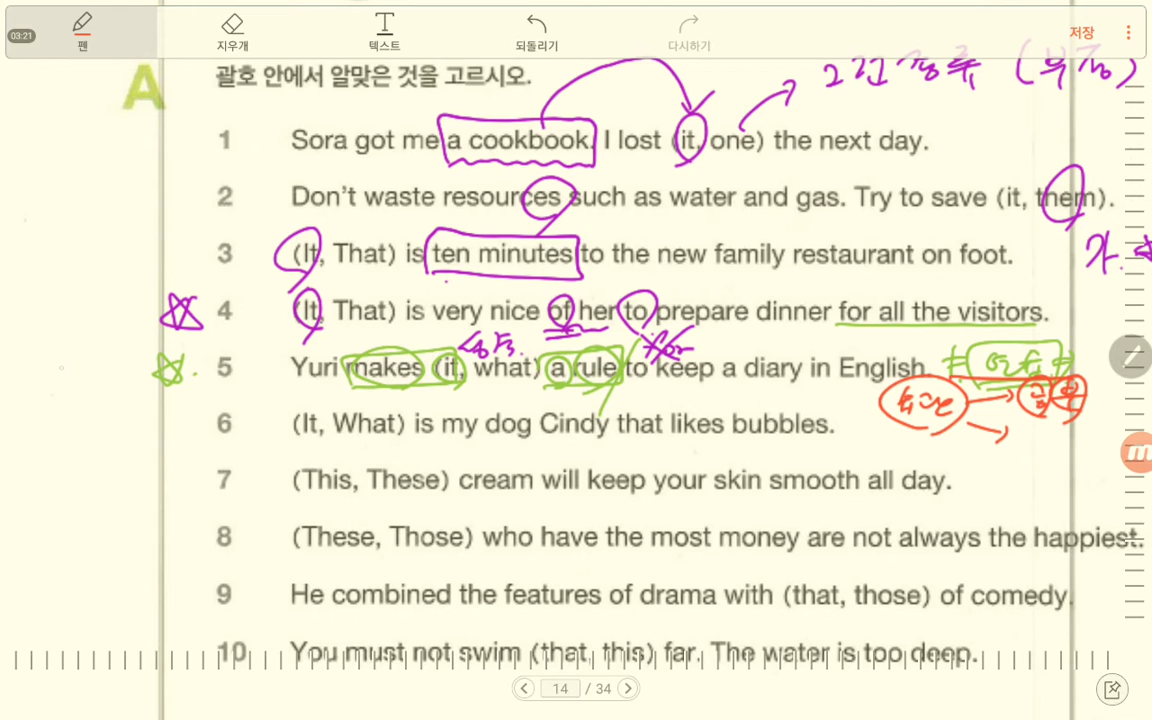 03:21
펜
지우개
텍스트
되돌리기
다시하기
저장
A
괄호 안에서 알맞은 것을 고르시오.
1 Sora got me a cookbook. I lost (it, one) the next day.
2 Don't waste resources such as water and gas. Try to save (it, them).
3 (It, That) is ten minutes to the new family restaurant on foot.
4 (It, That) is very nice of her to prepare dinner for all the visitors.
for
5 Yuri makes (it, what) a rule to keep a diary in English.
6 (It, What) is my dog Cindy that likes bubbles.
7 (This, These) cream will keep your skin smooth all day.
8 (These, Those) who have the most money are not always the happiest.
9 He combined the features of drama with (that, those) of comedy.
10 You must not swim (that, this) far. The water is too deep.
14 / 34